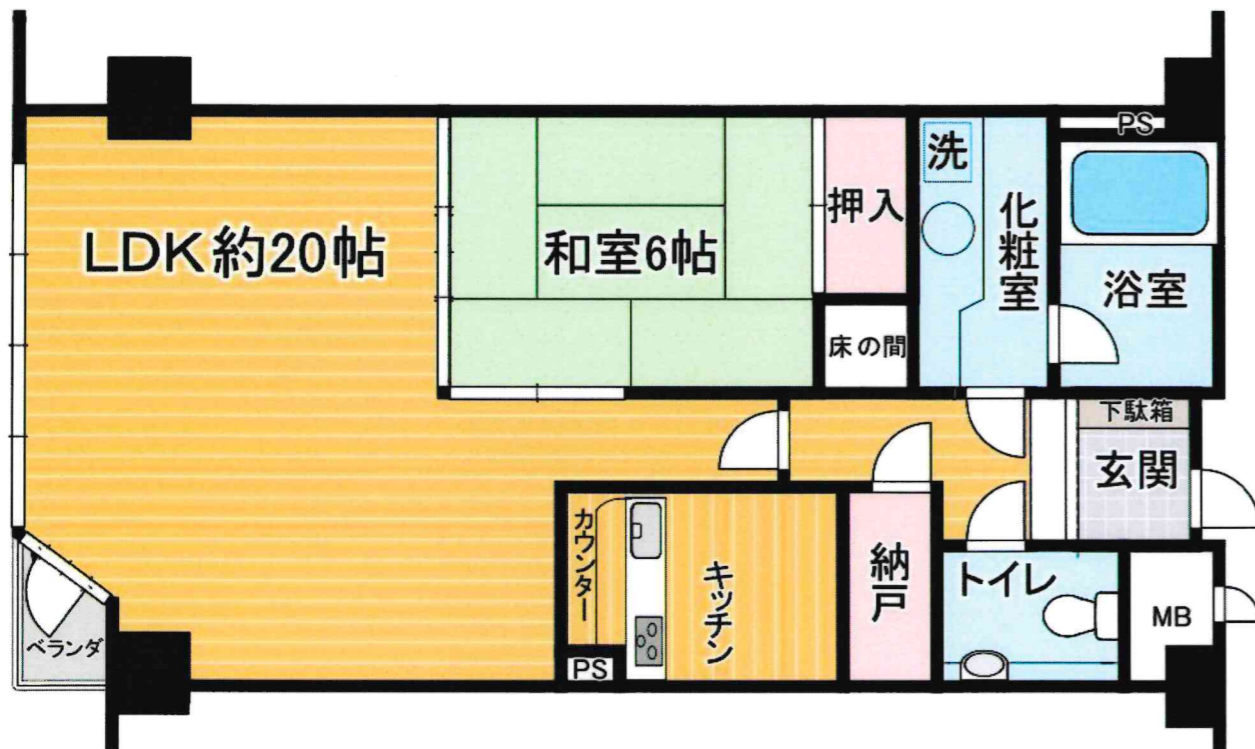 PS
洗
押入
化粧室
LDK約20帖
和室6帖
浴室
床の間
下駄箱
玄関
カウンター
キッチン
納戸
トイレ
MB
ベランダ
PS